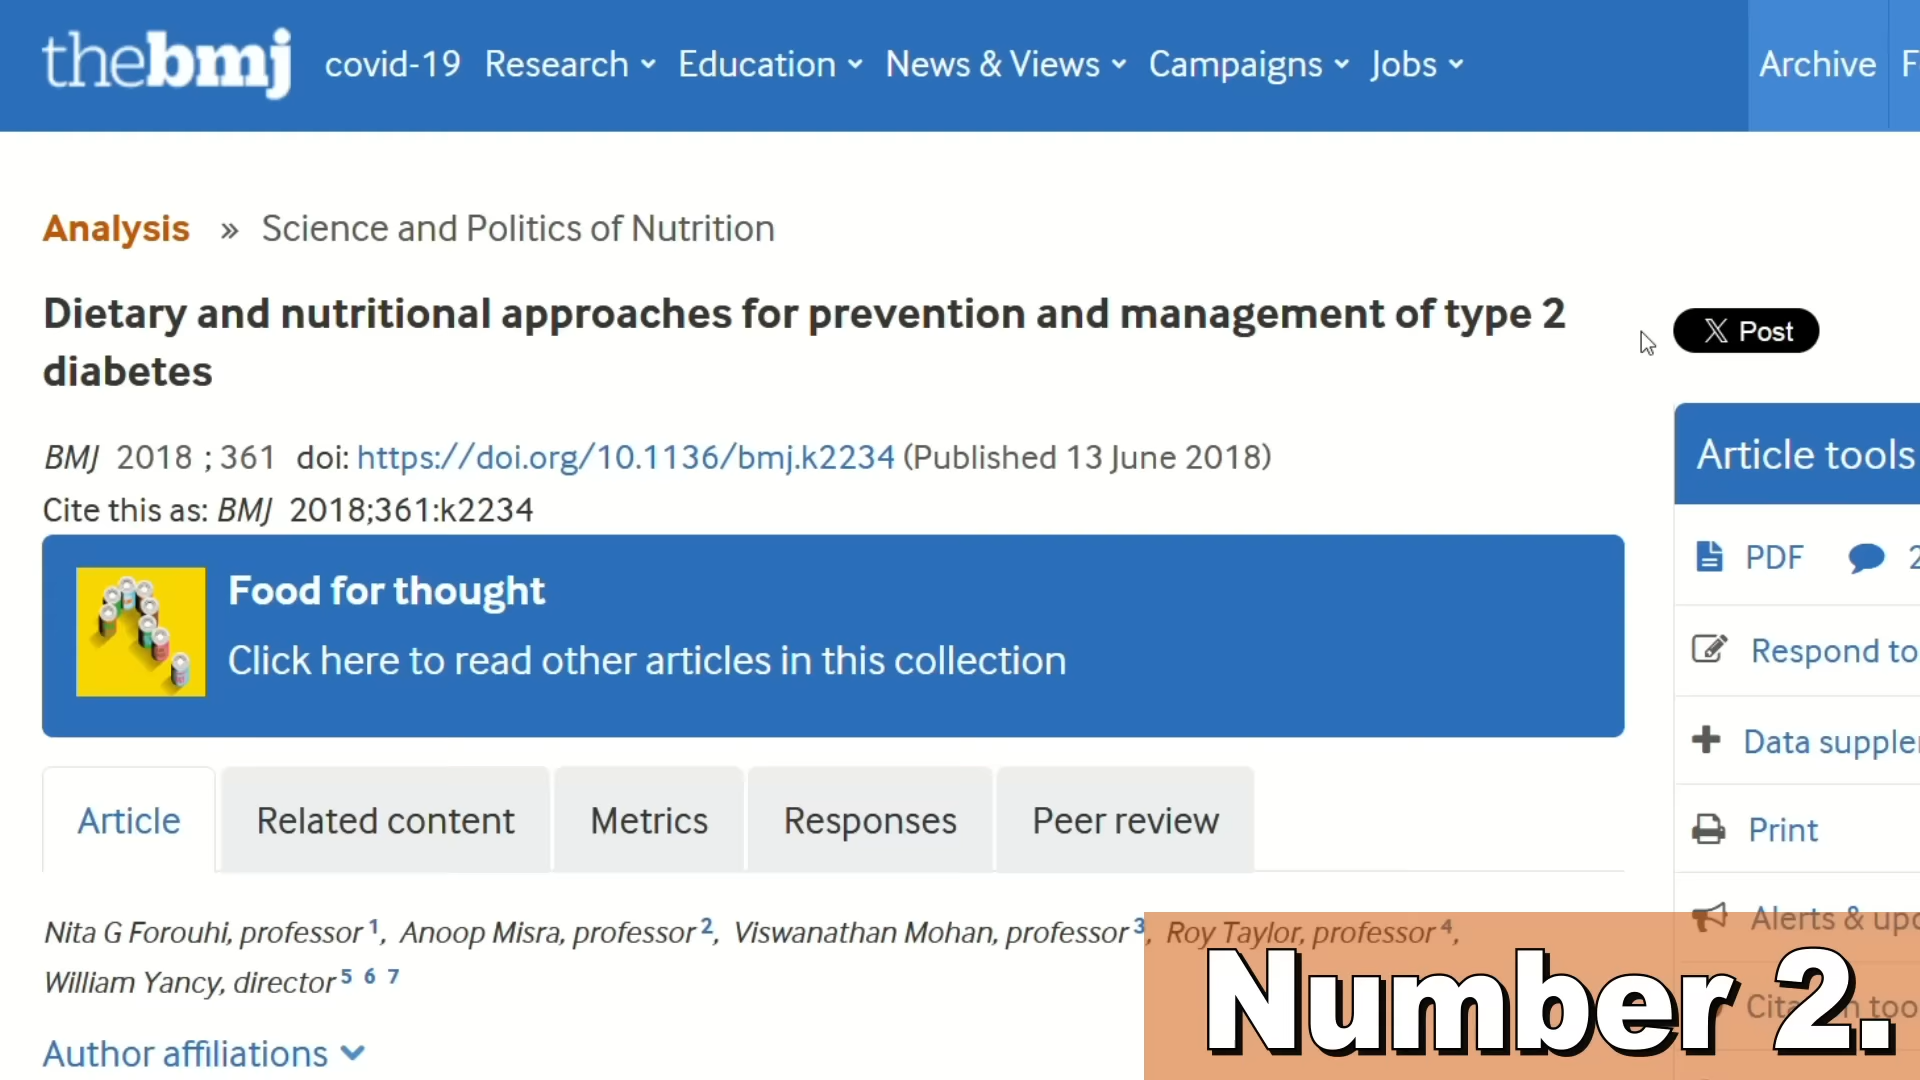 thebmj covid-19 Research Education News & Views Campaigns Jobs Archive F
Analysis » Science and Politics of Nutrition
Dietary and nutritional approaches for prevention and management of type 2
diabetes
X Post
BMJ 2018 ; 361 doi: https://doi.org/10.1136/bmj.k2234 (Published 13 June 2018)
Cite this as: BMJ 2018;361:k2234
Food for thought
Click here to read other articles in this collection
Article Related content Metrics Responses Peer review
Nita G Forouhi, professor 1, Anoop Misra, professor 2, Viswanathan Mohan, professor 3, Roy Taylor, professor 4,
William Yancy, director 5 6 7
Author affiliations
Article tools
PDF 2
Respond to
Data supple
Print
Alerts & up
Number 2.